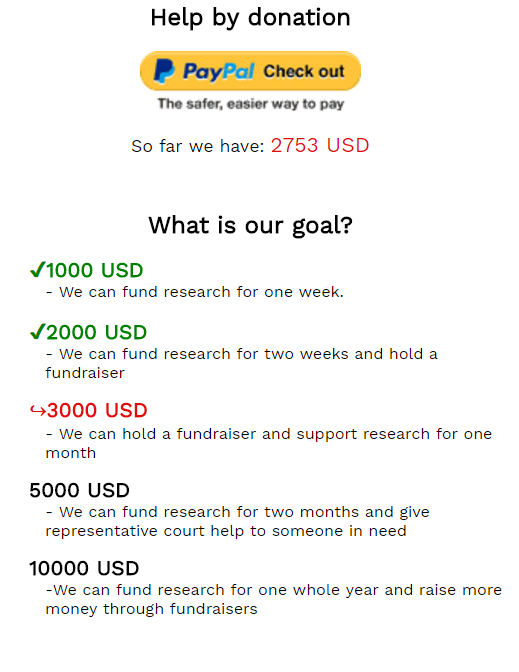 Help by donation
PayPal Check out
The safer, easier way to pay
So far we have: 2753 USD
What is our goal?
✔1000 USD
- We can fund research for one week.
✔2000 USD
- We can fund research for two weeks and hold a
fundraiser
↪3000 USD
- We can hold a fundraiser and support research for one
month
5000 USD
- We can fund research for two months and give
representative court help to someone in need
10000 USD
-We can fund research for one whole year and raise more
money through fundraisers